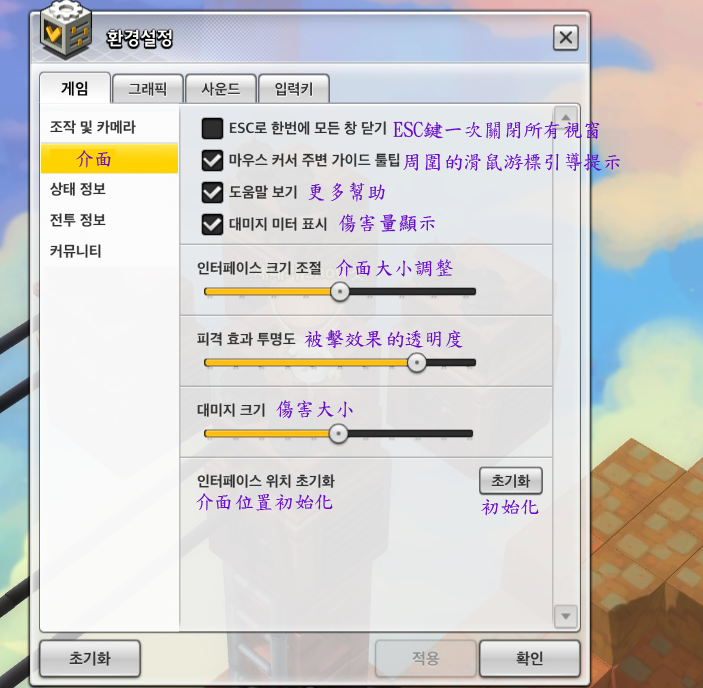 환경설정
게임 그래픽 사운드 입력키
조작 및 카메라
介面
상태 정보
전투 정보
커뮤니티
ESC로 한번에 모든 창 닫기 ESC鍵一次關閉所有視窗
마우스 커서 주변 가이드 툴팁 周圍的滑鼠游標引導提示
도움말 보기 更多幫助
대미지 미터 표시 傷害量顯示
인터페이스 크기 조절 介面大小調整
피격 효과 투명도 被擊效果的透明度
대미지 크기 傷害大小
인터페이스 위치 초기화 초기화
介面位置初始化 初始化
초기화 적용 확인